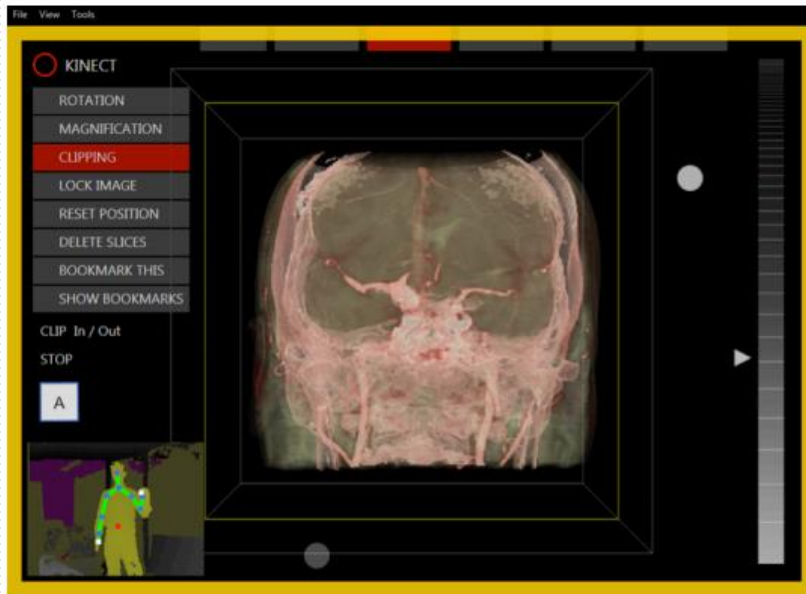 File View Tools
KINECT
ROTATION
MAGNIFICATION
CLIPPING
LOCK IMAGE
RESET POSITION
DELETE SLICES
BOOKMARK THIS
SHOW BOOKMARKS
CLIP In / Out
STOP
A